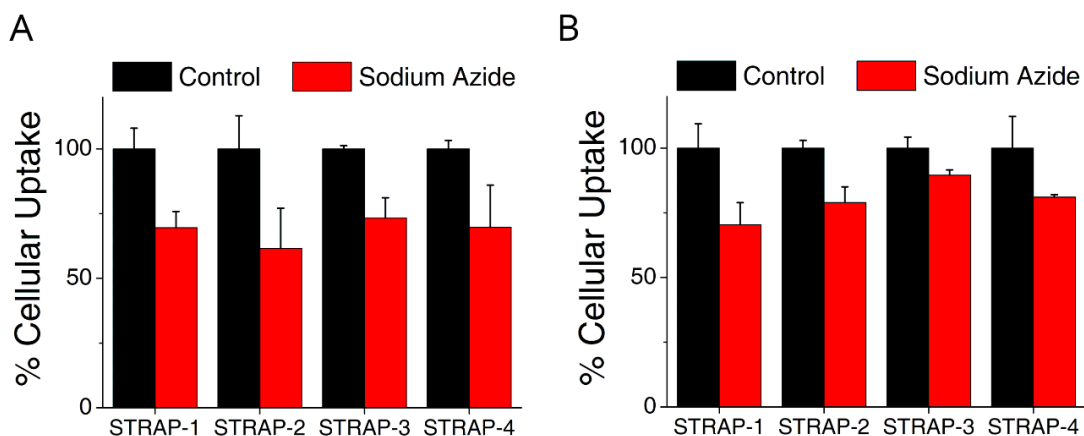 A
Control
Sodium Azide
% Cellular Uptake
100
50
0
STRAP-1
STRAP-2
STRAP-3
STRAP-4
B
Control
Sodium Azide
% Cellular Uptake
100
50
0
STRAP-1
STRAP-2
STRAP-3
STRAP-4